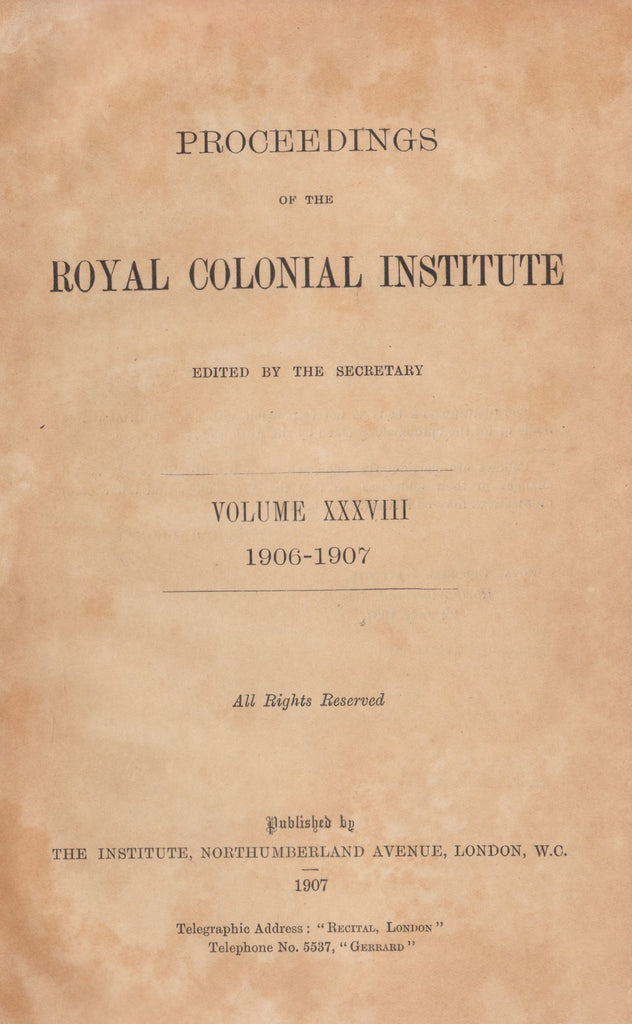 PROCEEDINGS
OF THE
ROYAL COLONIAL INSTITUTE
EDITED BY THE SECRETARY
VOLUME XXXVIII
1906-1907
All Rights Reserved
Published by
THE INSTITUTE, NORTHUMBERLAND AVENUE, LONDON, W.C.
1907
Telegraphic Address: "RECITAL, LONDON"
Telephone No. 5537, "GERRARD"